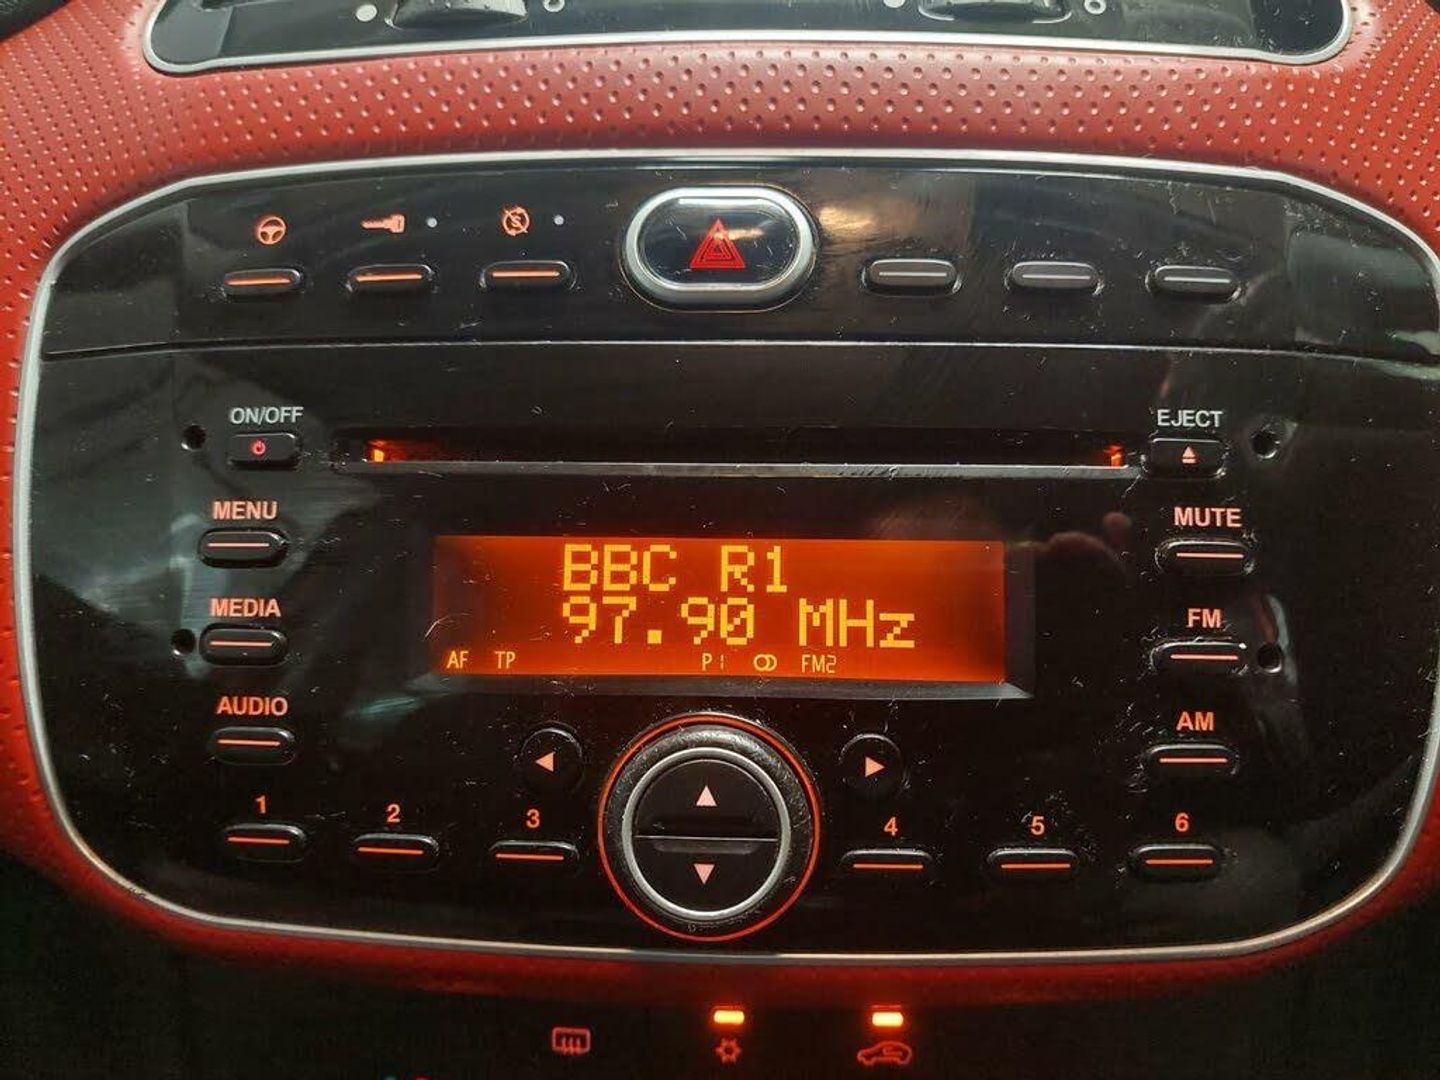 ON/OFF
EJECT
MENU
MUTE
BBC R1
97.90 MHz
MEDIA
FM
AF TP P1 FM2
AUDIO
AM
1
2
3
4
5
6